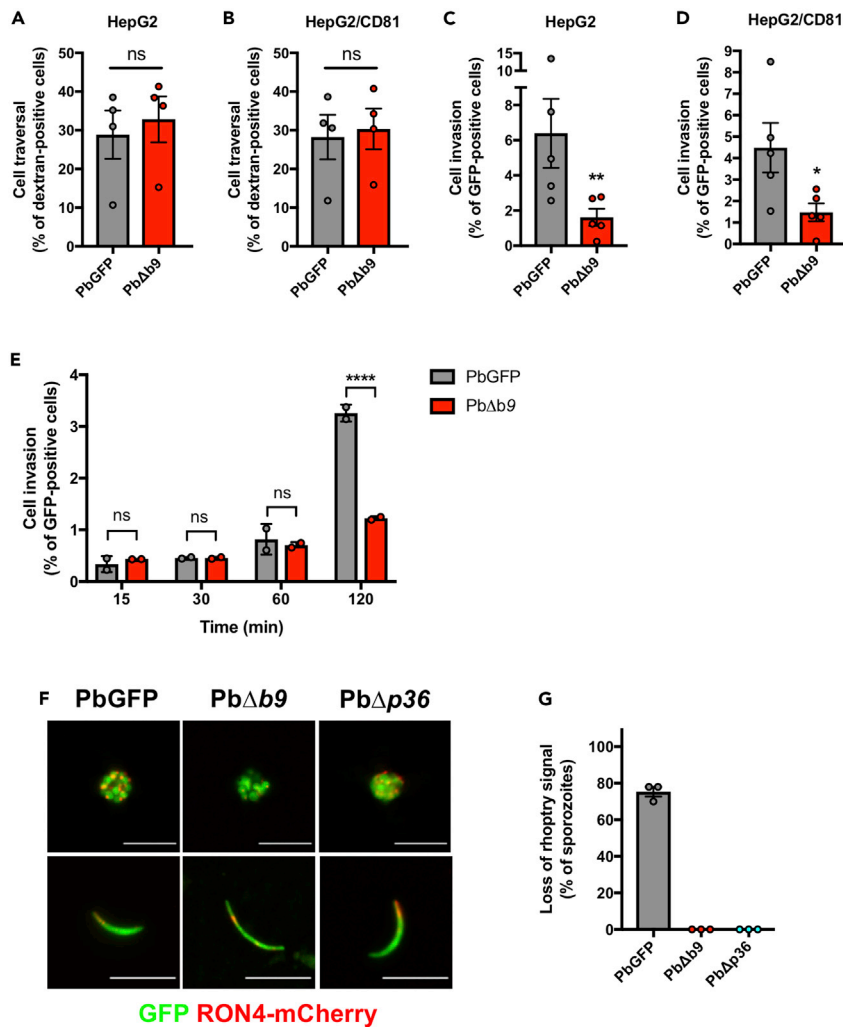 A
HepG2
Cell traversal
(% of dextran-positive cells)
50
40
30
20
10
0
ns
PbGFP
PbΔb9
B
HepG2/CD81
Cell traversal
(% of dextran-positive cells)
50
40
30
20
10
0
ns
PbGFP
PbΔb9
C
HepG2
Cell invasion
(% of GFP-positive cells)
15
10
8
6
4
2
0
**
PbGFP
PbΔb9
D
HepG2/CD81
Cell invasion
(% of GFP-positive cells)
9
8
7
6
5
4
3
2
1
0
*
PbGFP
PbΔb9
E
Cell invasion
(% of GFP-positive cells)
4
3
2
1
0
ns
ns
ns
****
15
30
60
120
Time (min)
PbGFP
PbΔb9
F
PbGFP
PbΔb9
PbΔp36
GFP RON4-mCherry
G
Loss of rhoptry signal
(% of sporozoites)
100
80
60
40
20
0
PbGFP
PbΔb9
PbΔp36